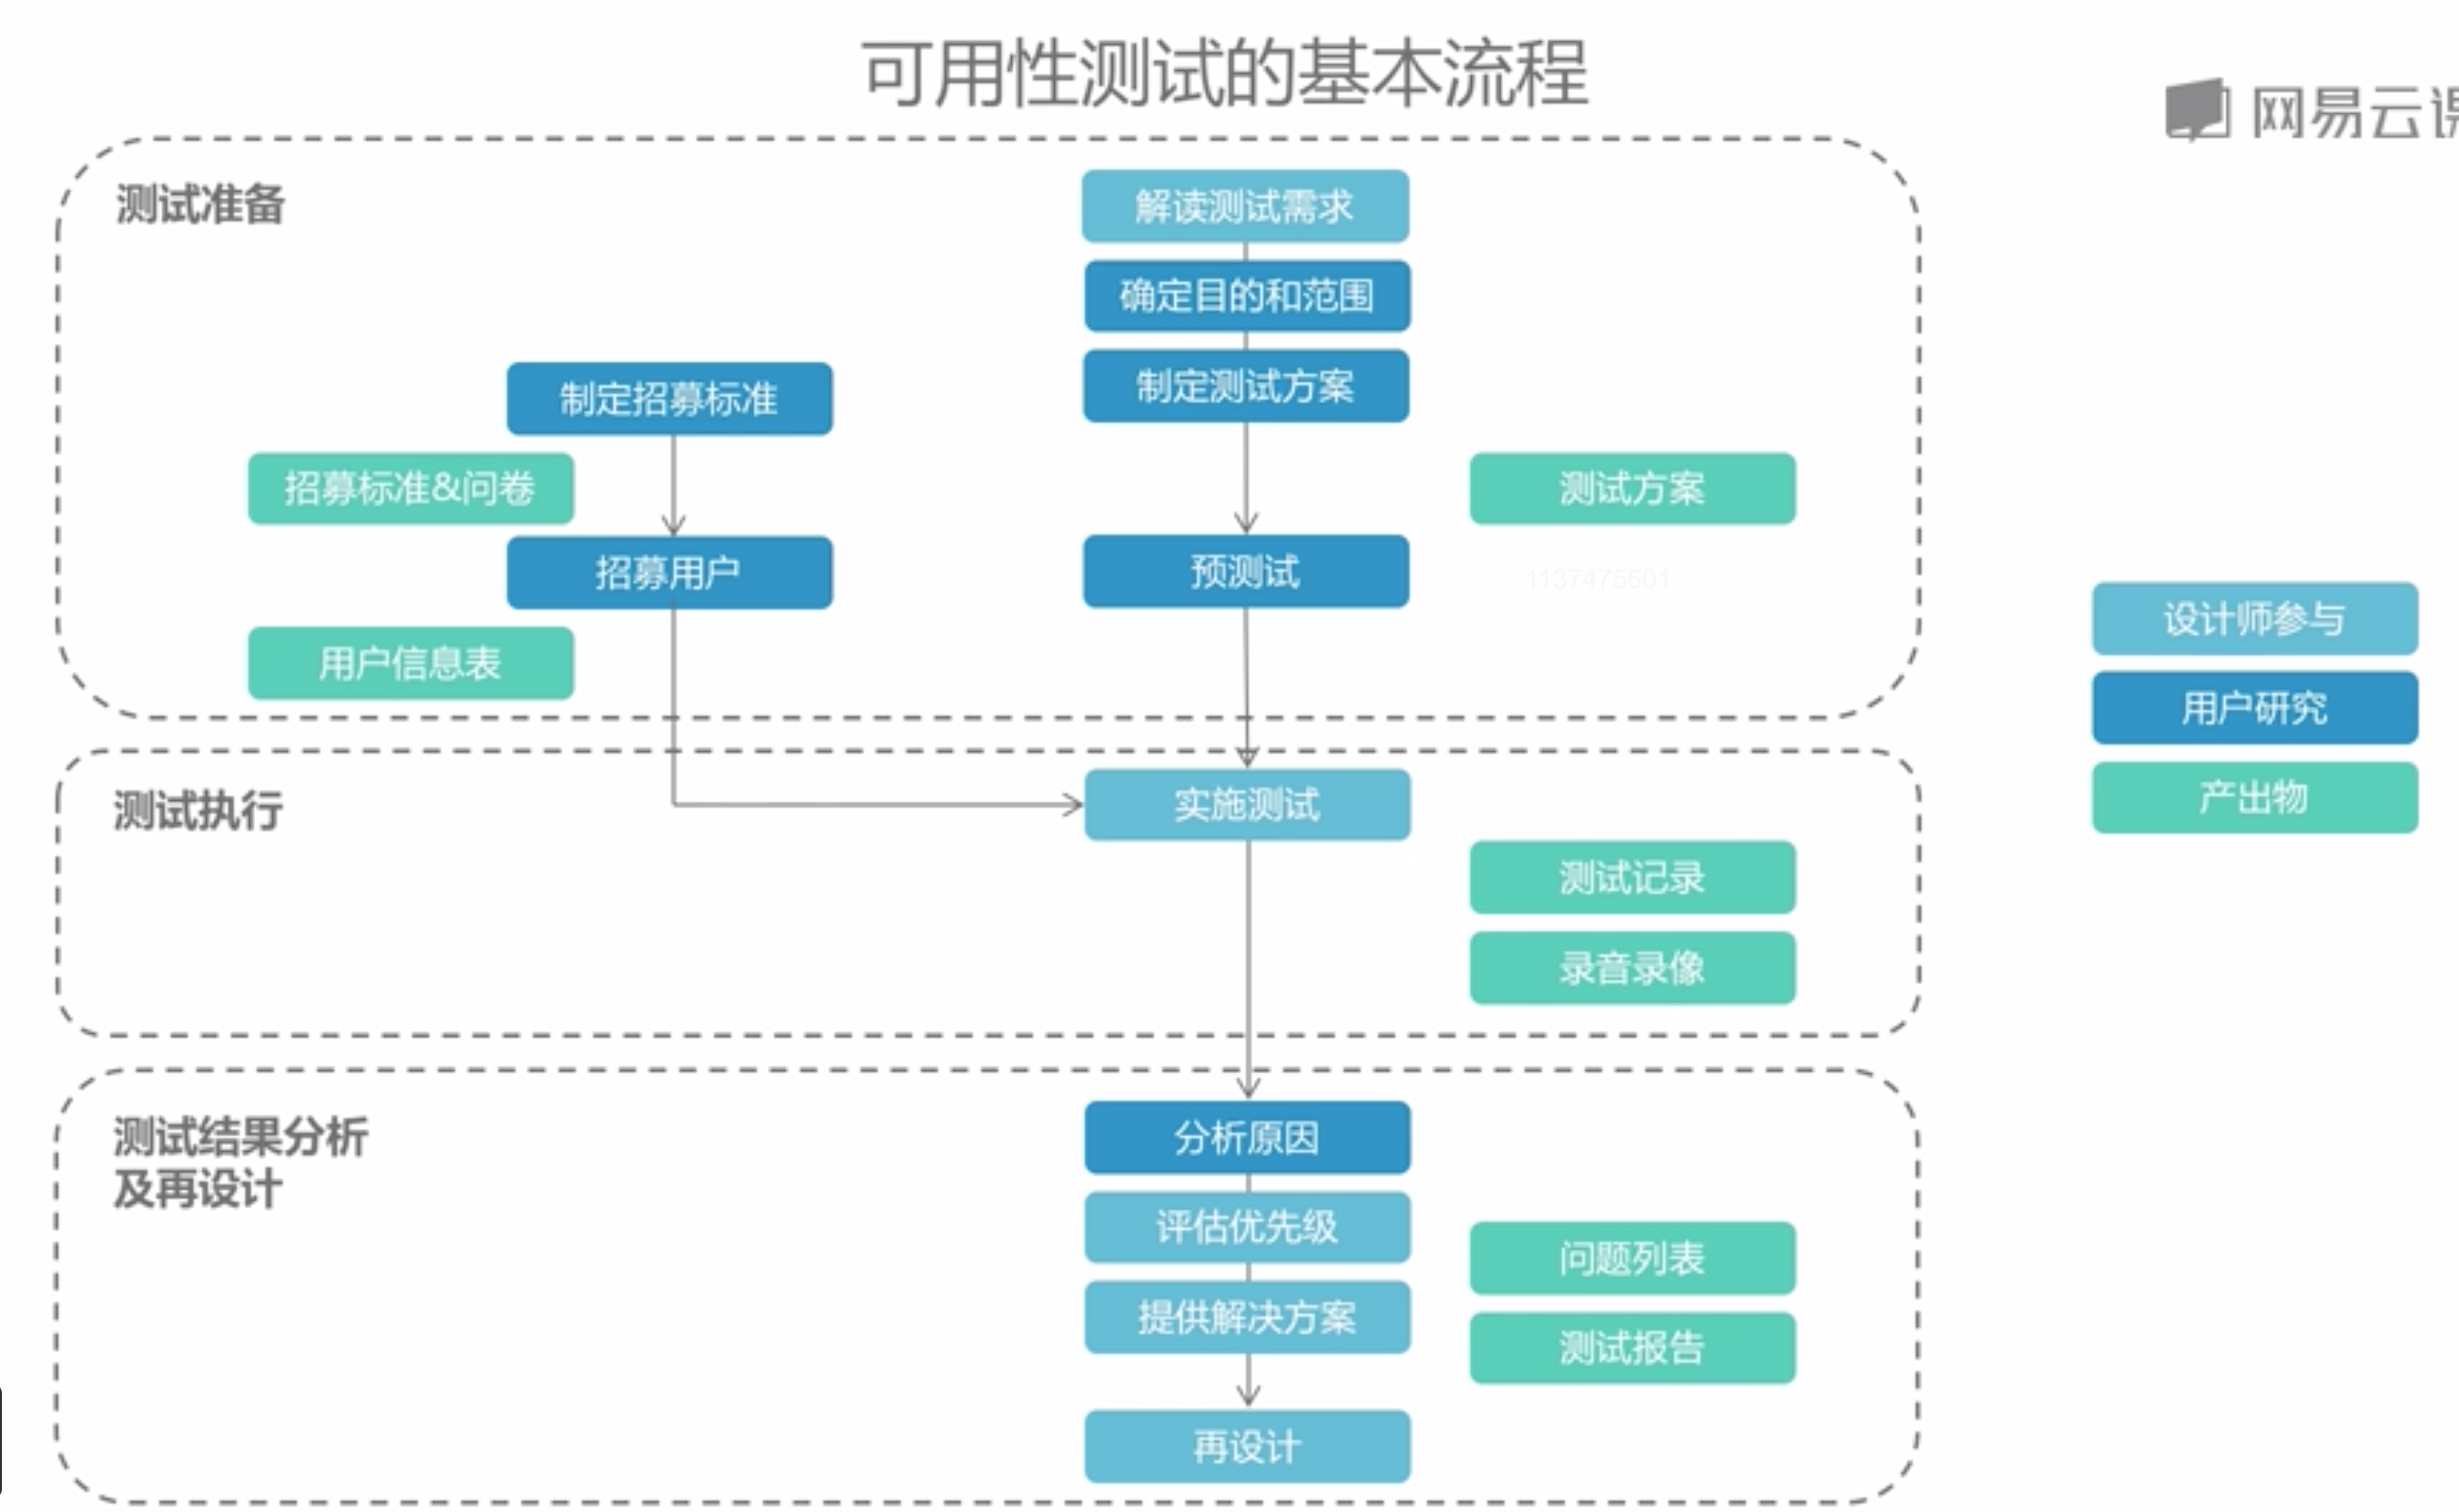 可用性测试的基本流程
网易云课
测试准备
解读测试需求
确定目的和范围
制定测试方案
制定招募标准
招募标准&问卷
测试方案
招募用户
预测试
1137475601
用户信息表
设计师参与
用户研究
产出物
测试执行
实施测试
测试记录
录音录像
测试结果分析
及再设计
分析原因
评估优先级
问题列表
提供解决方案
测试报告
再设计